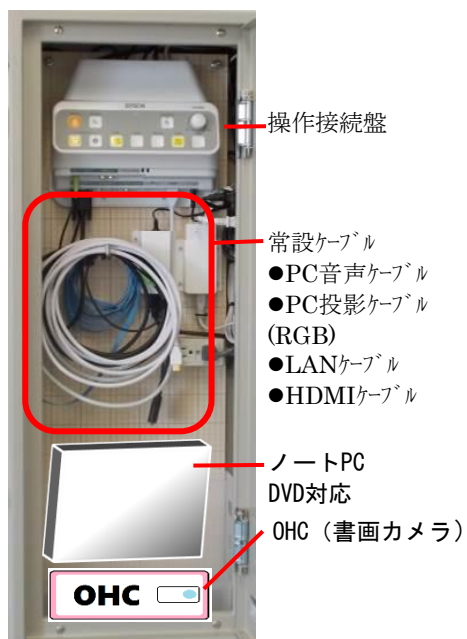 EPSON
操作接続盤
常設ｹｰﾌﾞﾙ
●PC音声ｹｰﾌﾞﾙ
●PC投影ｹｰﾌﾞﾙ
(RGB)
●LANｹｰﾌﾞﾙ
●HDMIｹｰﾌﾞﾙ
ノートPC
DVD対応
OHC（書画カメラ）
OHC